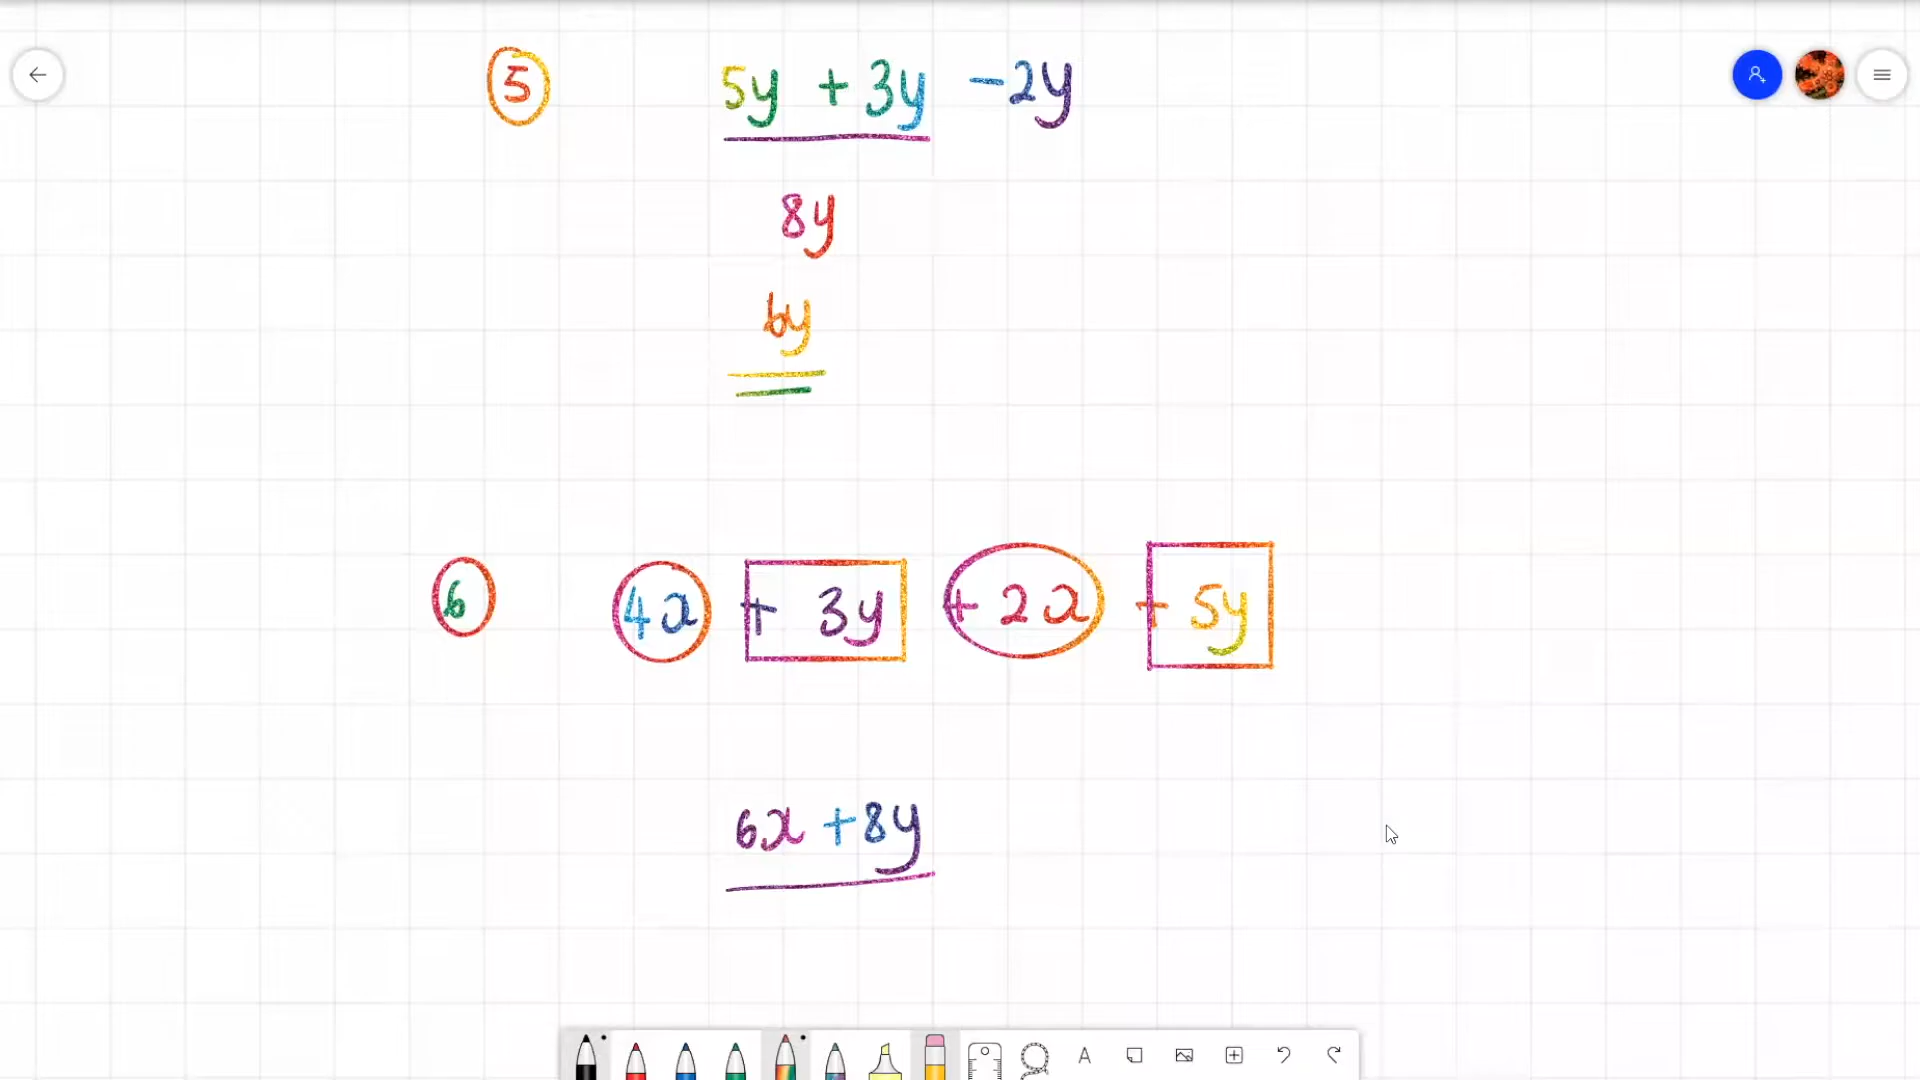 5 5y + 3y - 2y
8y
6y
6 4x + 3y + 2x + 5y
6x + 8y
A